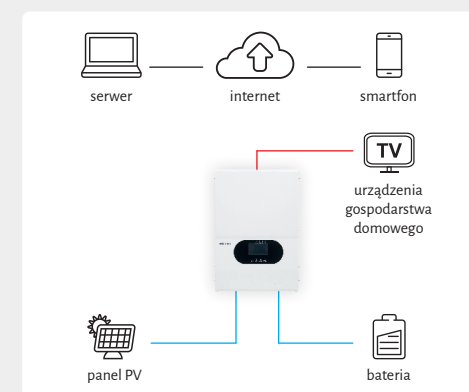 serwer
internet
smartfon
TV
urządzenia
gospodarstwa
domowego
panel PV
bateria